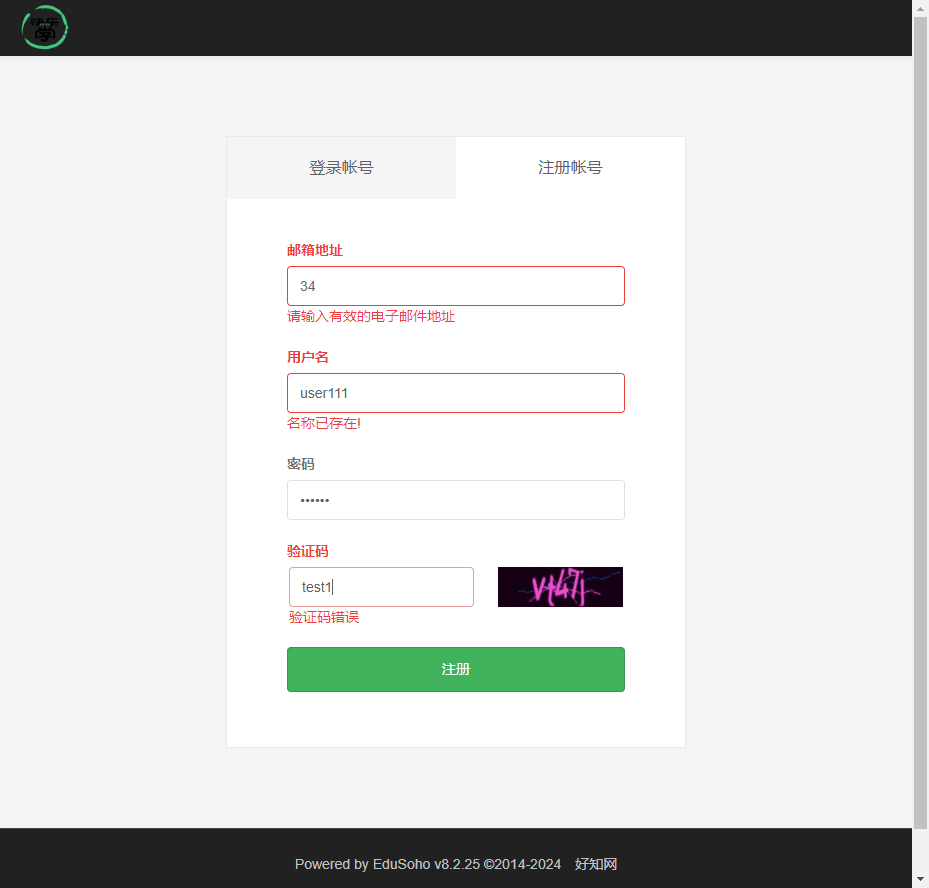 快乐
学
登录帐号
注册帐号
邮箱地址
34
请输入有效的电子邮件地址
用户名
user111
名称已存在!
密码
••••••
验证码
test1
验证码错误
注册
Powered by EduSoho v8.2.25 ©2014-2024 好知网